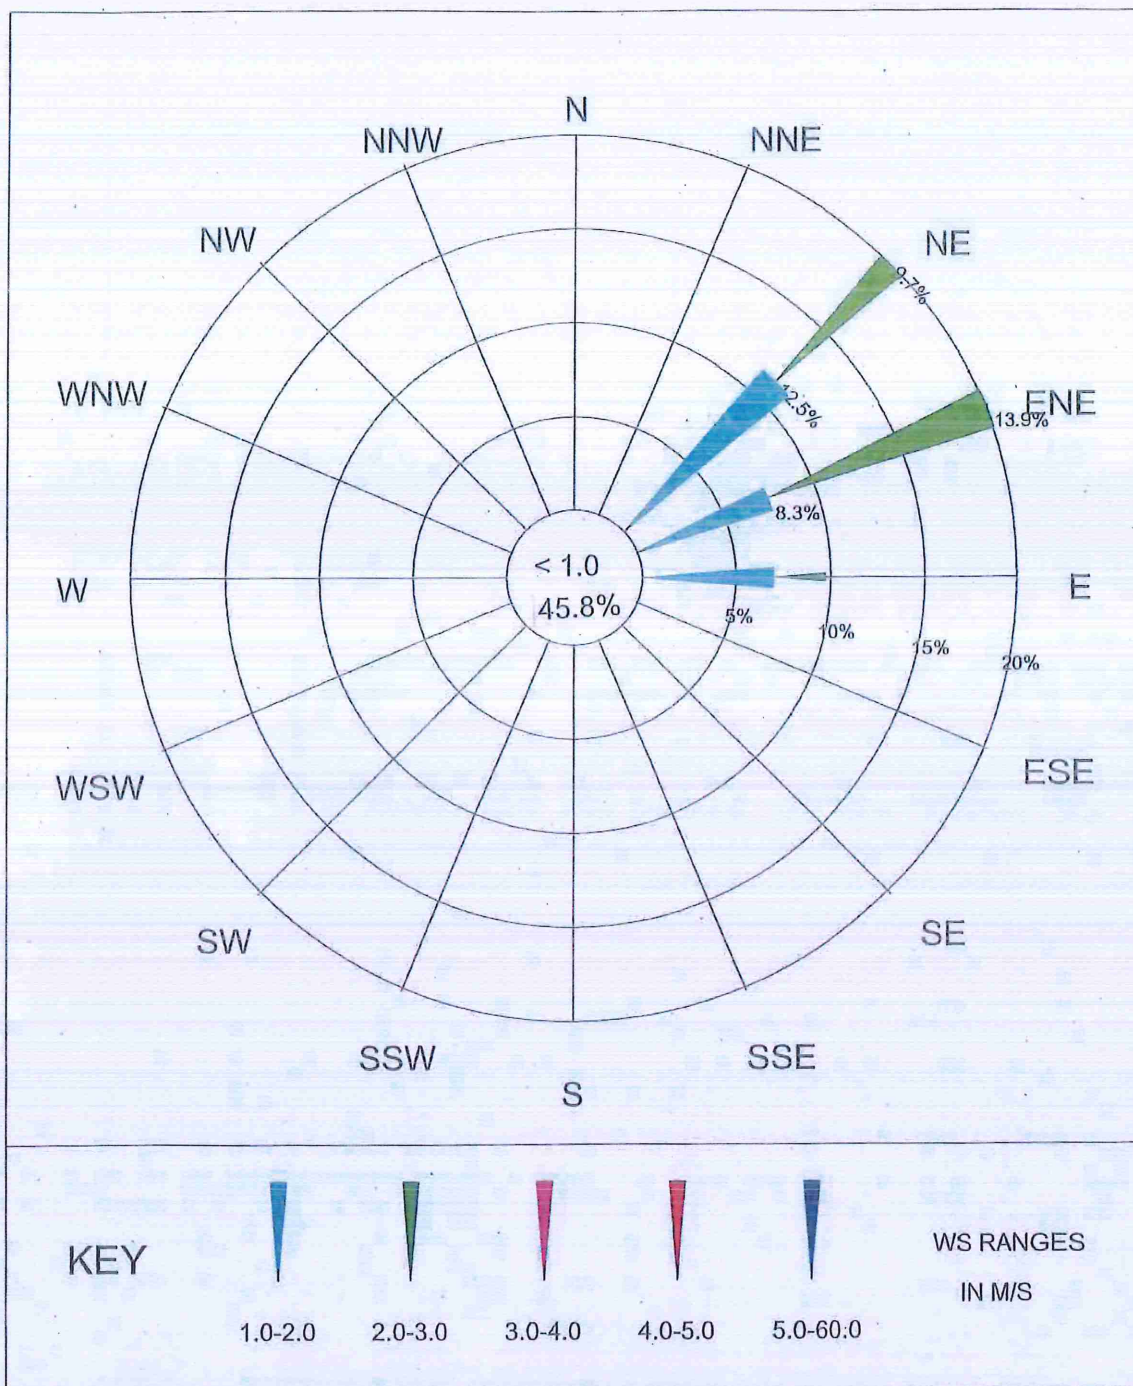 N
NNW
NNE
NW
NE
9.7%
WNW
12.5%
ENE
13.9%
8.3%
< 1.0
W
E
45.8%
5%
10%
15%
20%
WSW
ESE
SW
SE
SSW
SSE
S
KEY
WS RANGES
IN M/S
1.0-2.0
2.0-3.0
3.0-4.0
4.0-5.0
5.0-60.0